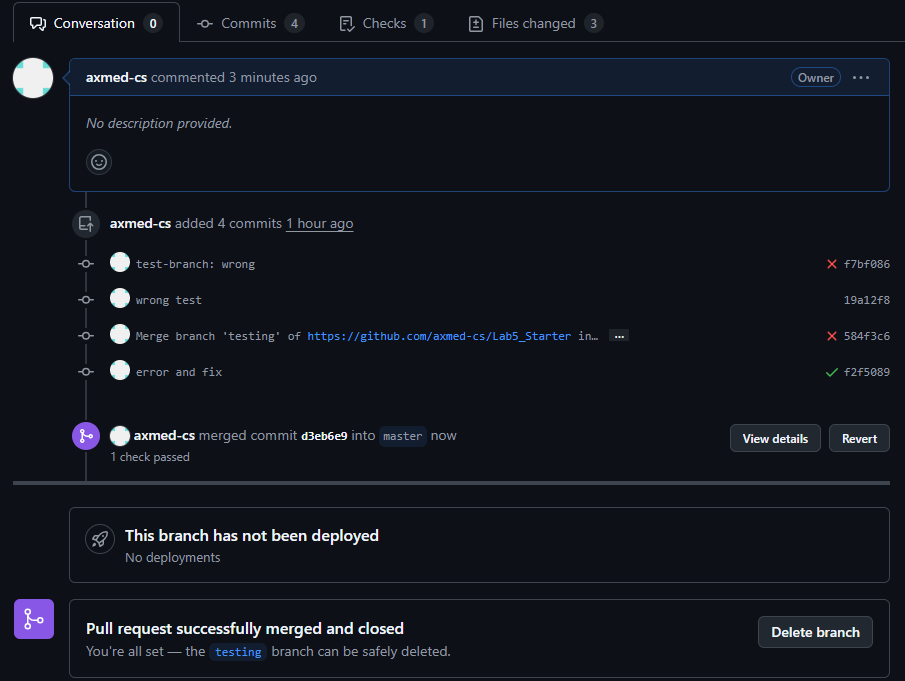 Conversation 0 Commits 4 Checks 1 Files changed 3
axmed-cs commented 3 minutes ago Owner ...
No description provided.
axmed-cs added 4 commits 1 hour ago
test-branch: wrong f7bf086
wrong test 19a12f8
Merge branch 'testing' of https://github.com/axmed-cs/Lab5_Starter in… … 584f3c6
error and fix f2f5089
axmed-cs merged commit d3eb6e9 into master now View details Revert
1 check passed
This branch has not been deployed
No deployments
Pull request successfully merged and closed
You're all set — the testing branch can be safely deleted. Delete branch